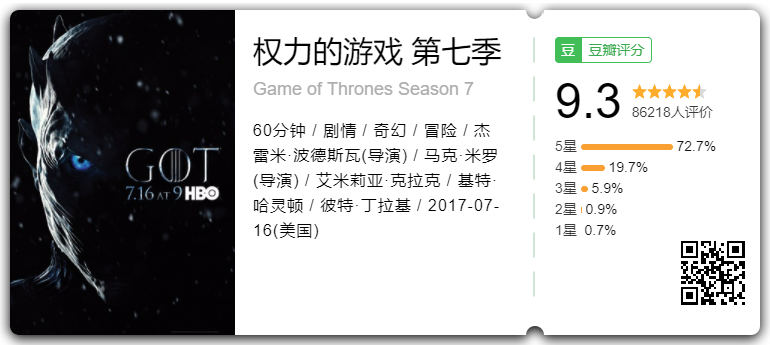 GOT
7.16 AT 9 HBO
权力的游戏 第七季
Game of Thrones Season 7
60分钟 / 剧情 / 奇幻 / 冒险 / 杰
雷米·波德斯瓦(导演) / 马克·米罗
(导演) / 艾米莉亚·克拉克 / 基特·
哈灵顿 / 彼特·丁拉基 / 2017-07-
16(美国)
豆 豆瓣评分
9.3
86218人评价
5星 72.7%
4星 19.7%
3星 5.9%
2星 0.9%
1星 0.7%